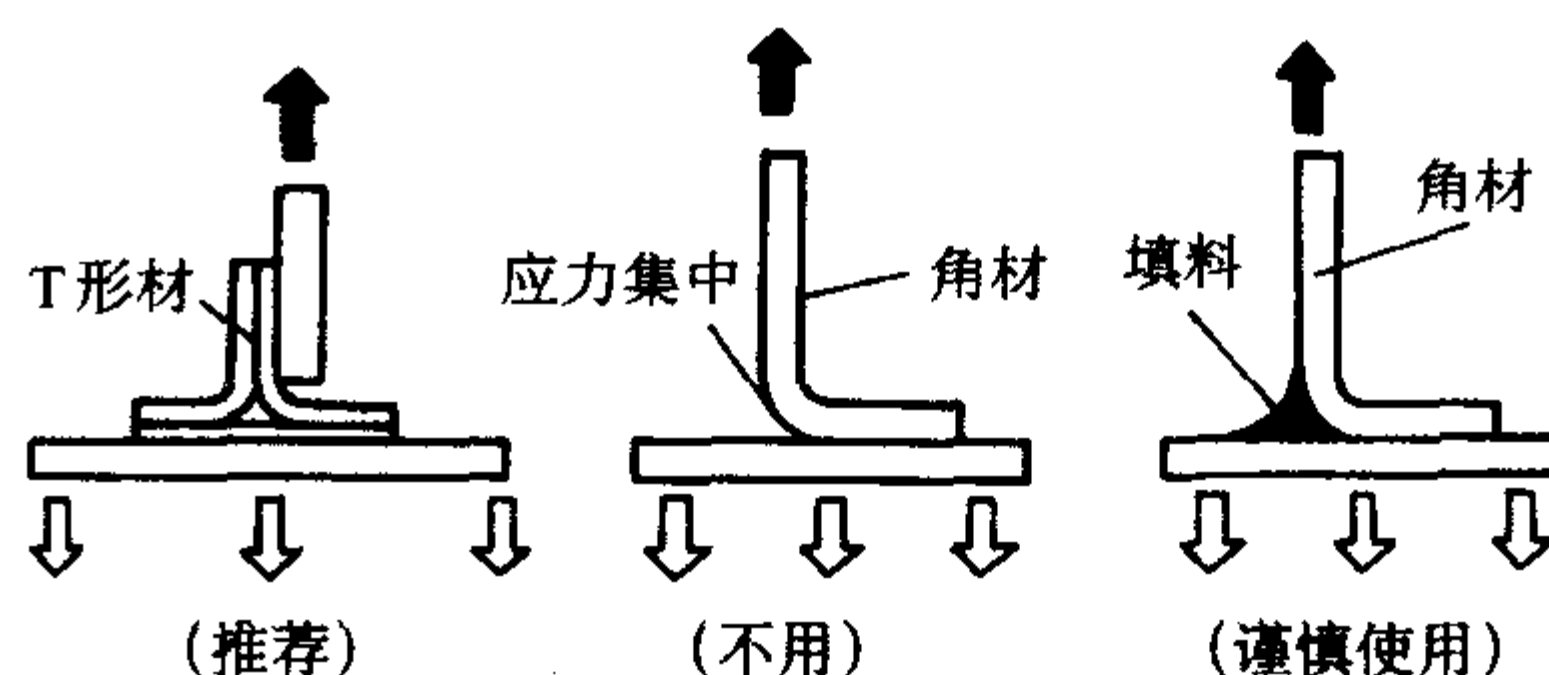 T形材
应力集中
角材
填料
角材
(推荐)
(不用)
(谨慎使用)